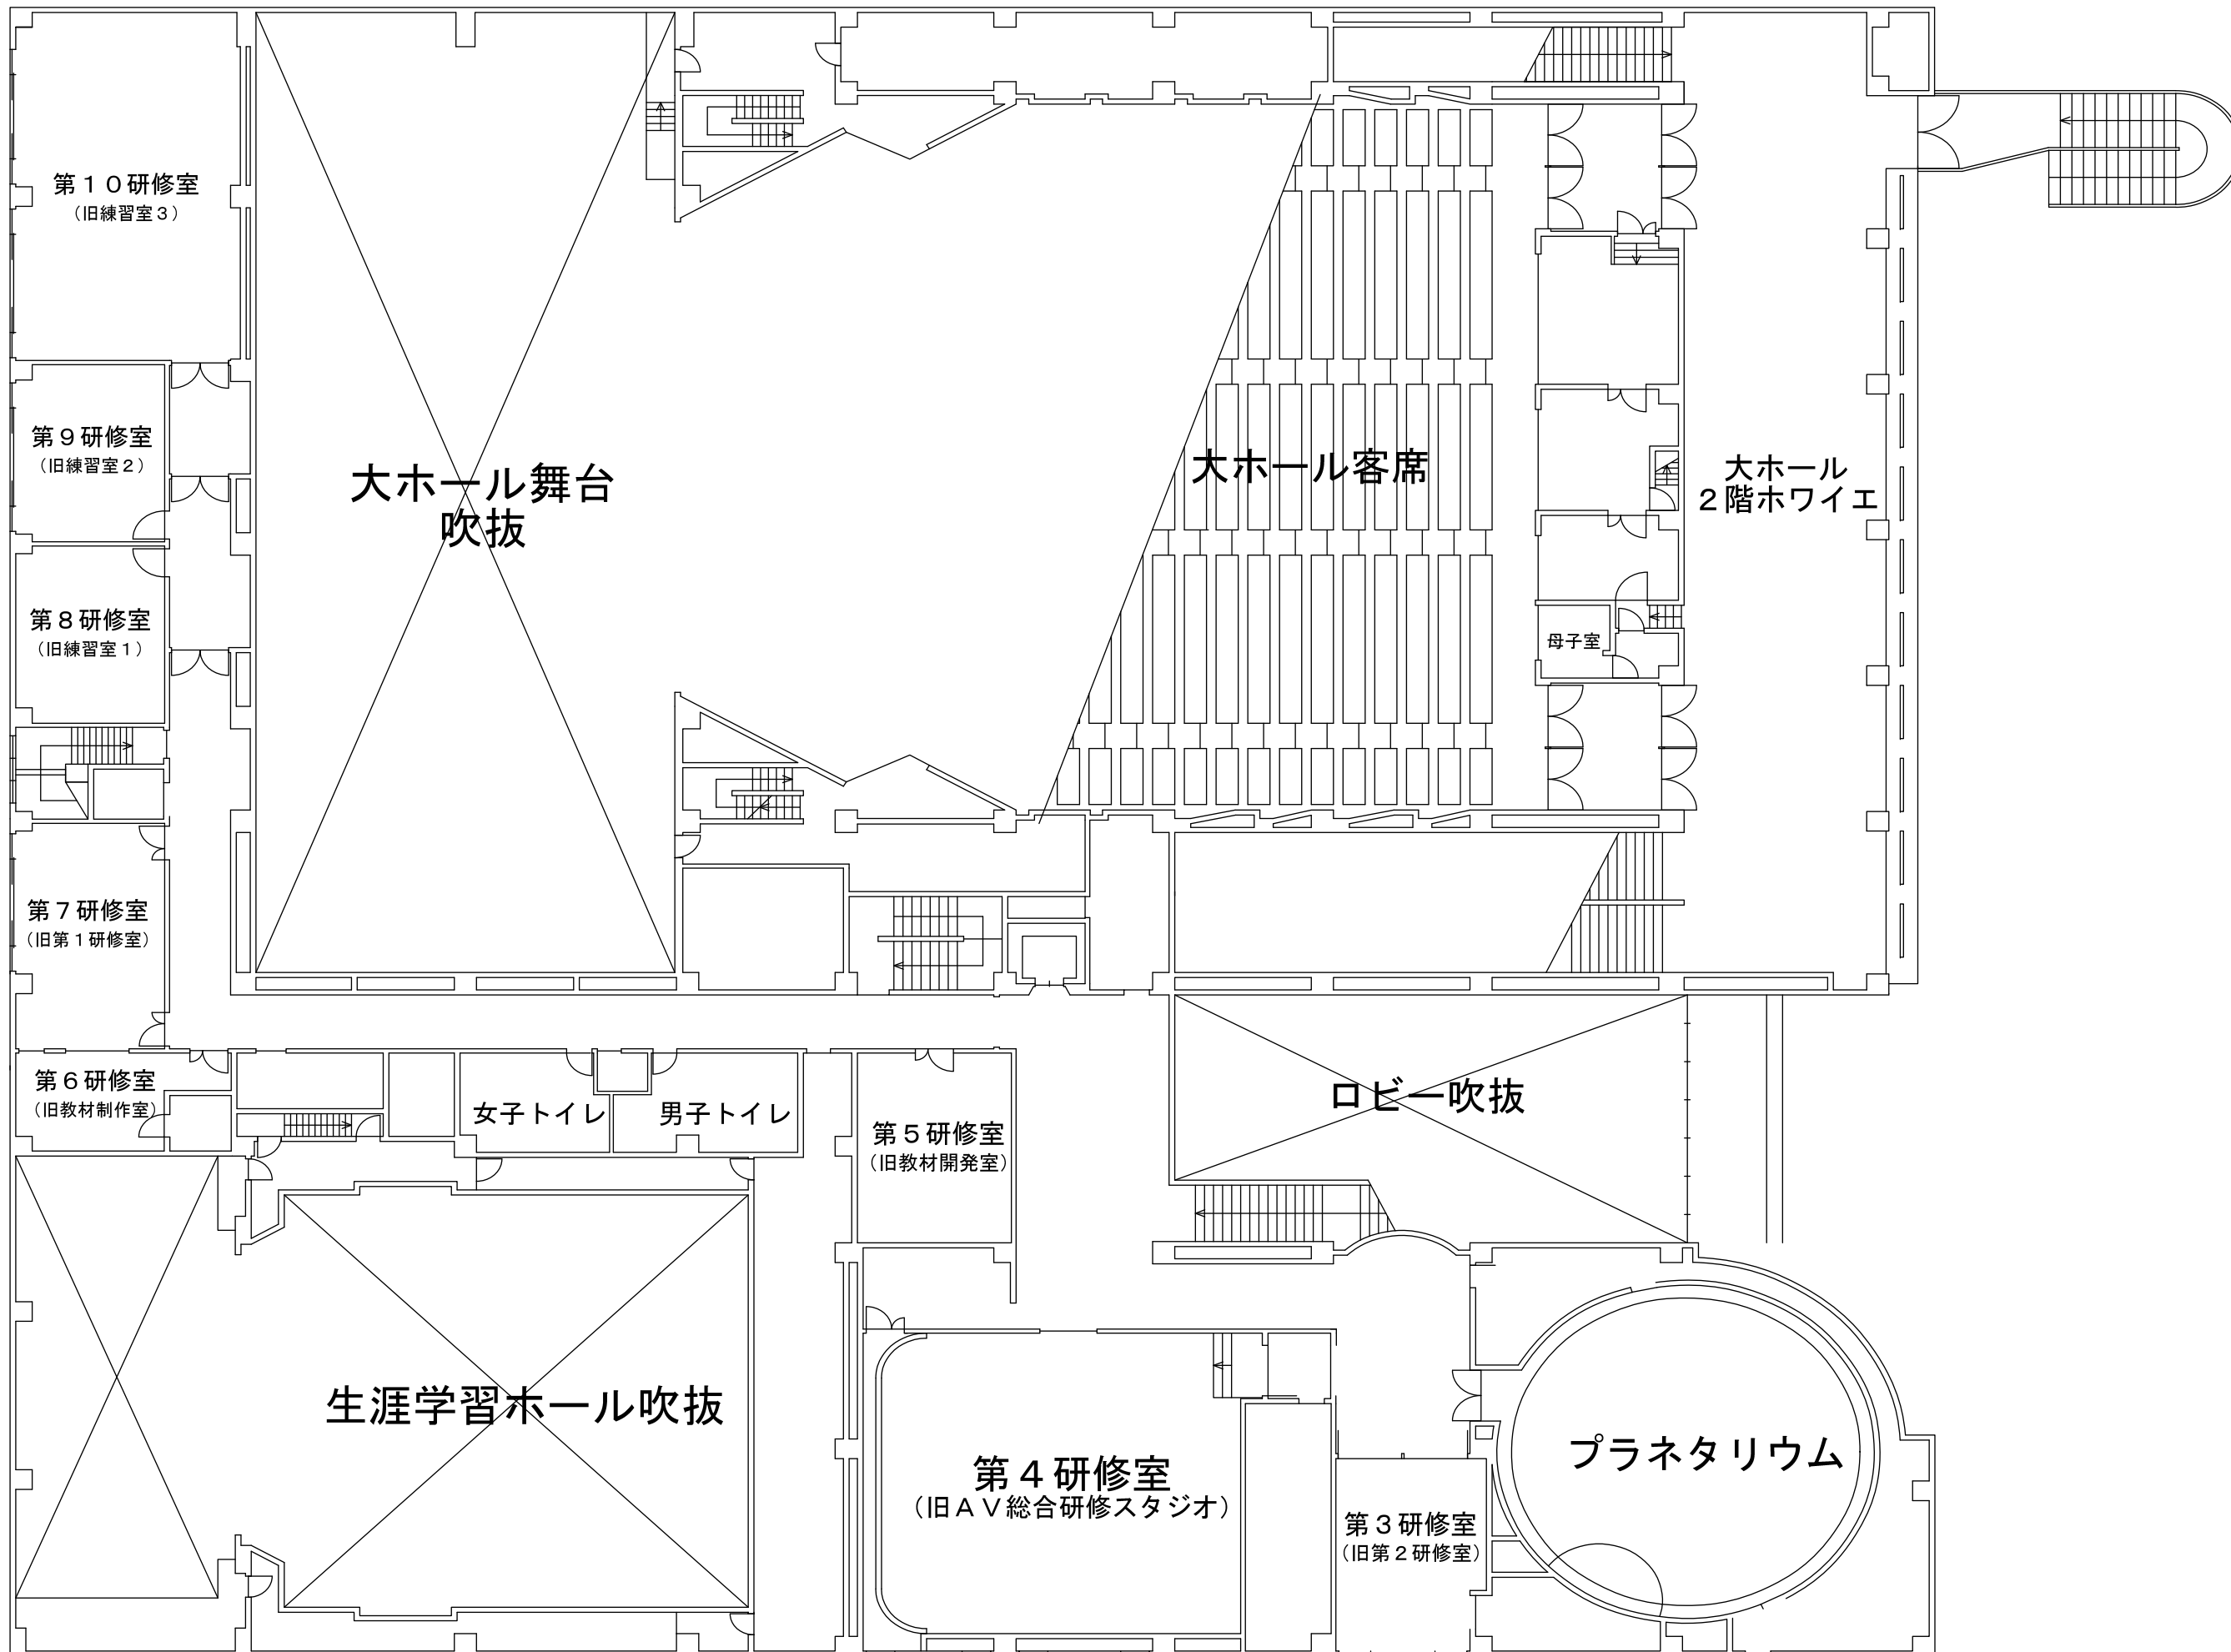 第１０研修室
（旧練習室３）
第９研修室
（旧練習室２）
大ホール舞台
吹抜
大ホール客席
大ホール
２階ホワイエ
第８研修室
（旧練習室１）
母子室
第７研修室
（旧第１研修室）
第６研修室
（旧教材制作室）
女子トイレ
男子トイレ
第５研修室
（旧教材開発室）
ロビー吹抜
生涯学習ホール吹抜
第４研修室
（旧ＡＶ総合研修スタジオ）
第３研修室
（旧第２研修室）
プラネタリウム